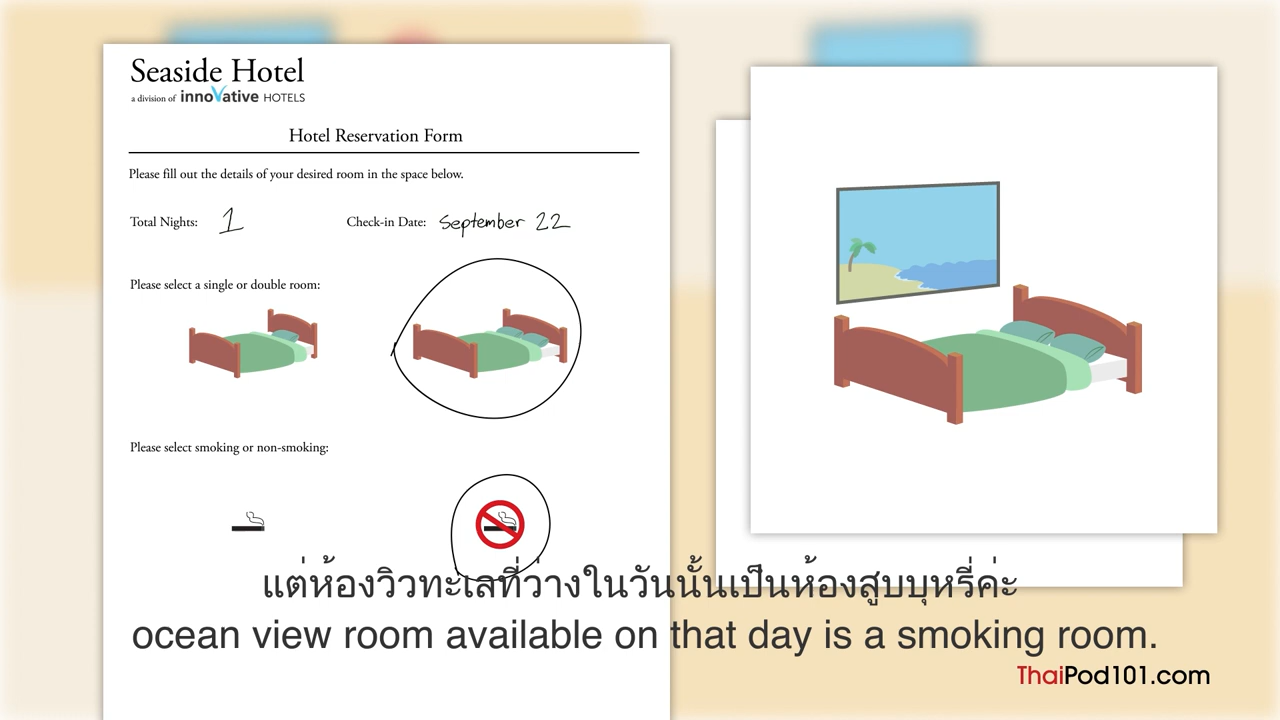 Seaside Hotel
a division of innoVative HOTELS
Hotel Reservation Form
Please fill out the details of your desired room in the space below.
Total Nights: 1 Check-in Date: September 22
Please select a single or double room:
Please select smoking or non-smoking:
แต่ห้องวิวทะเลที่ว่างในวันนั้นเป็นห้องสูบบุหรี่ค่ะ
ocean view room available on that day is a smoking room.
ThaiPod101.com